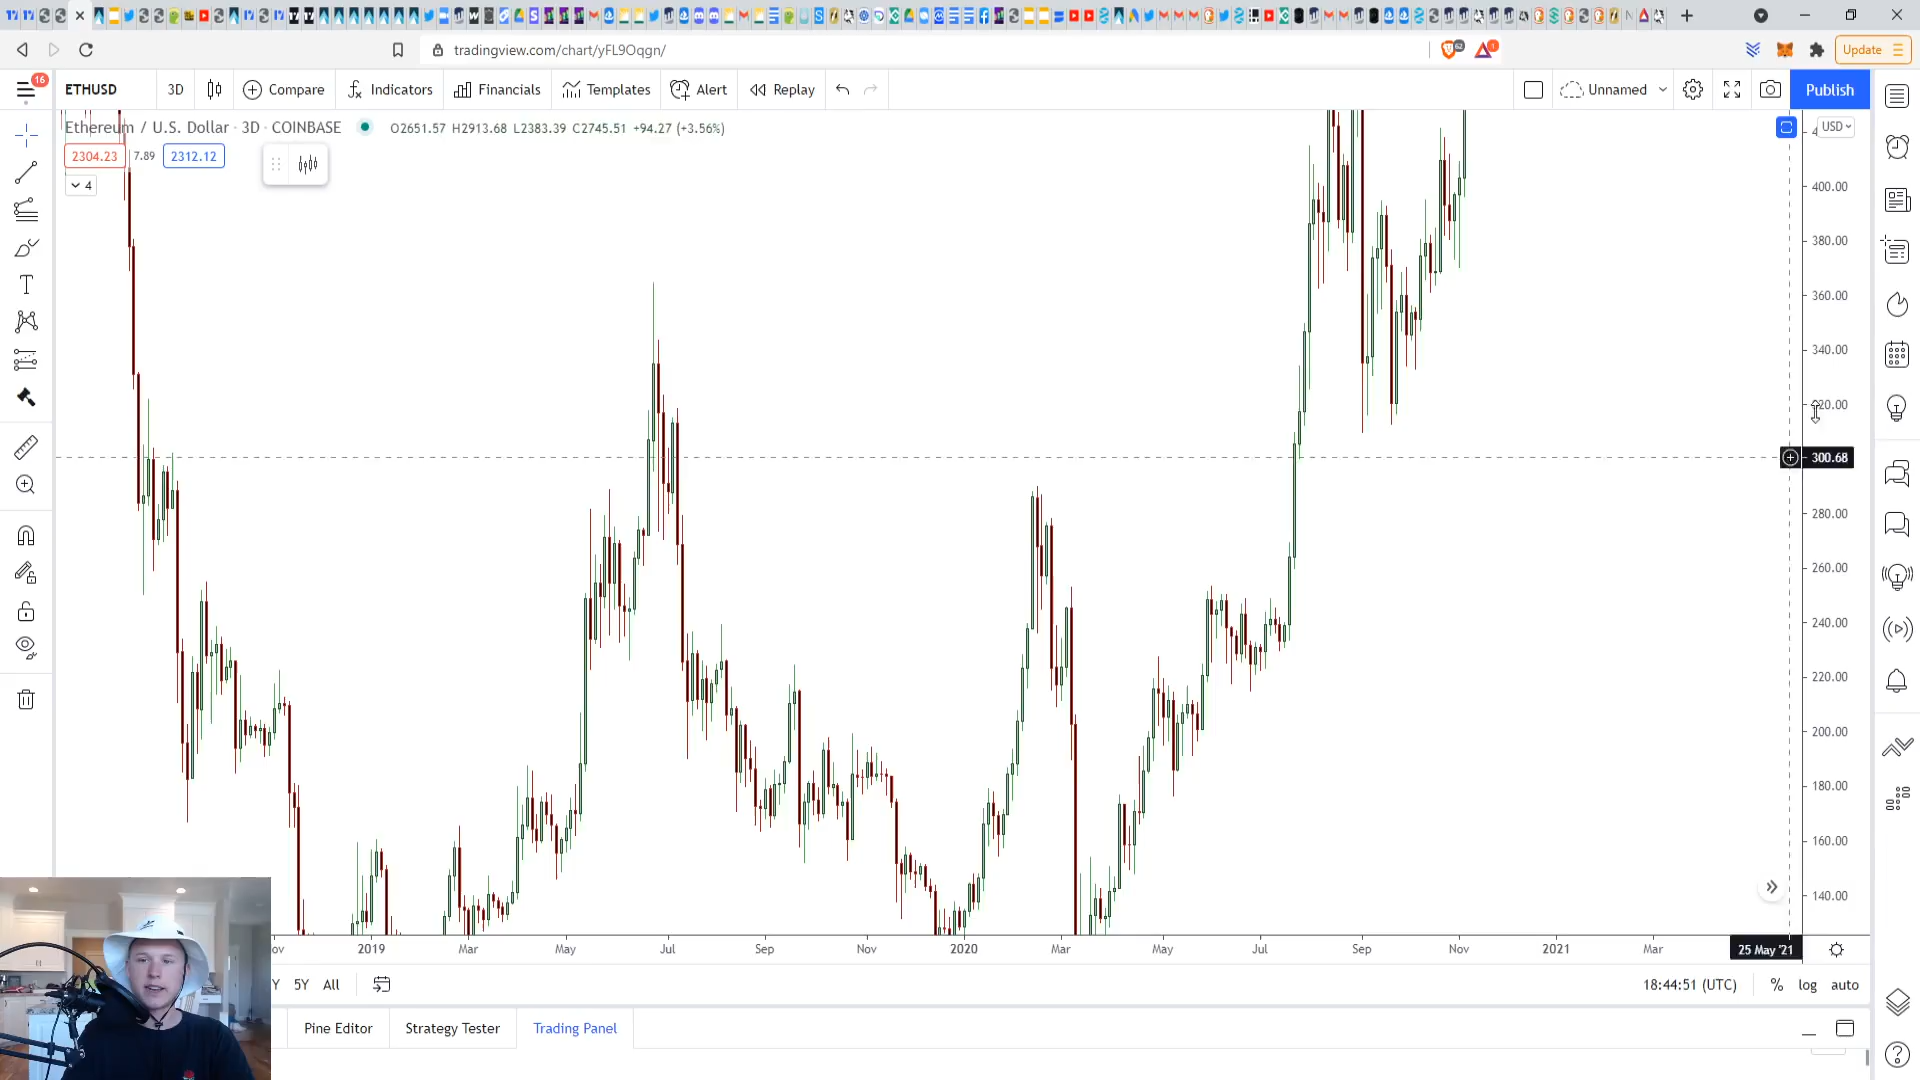 tradingview.com/chart/yFL9Oqgn/
62
1
Update
16
ETHUSD
3D
Compare
Indicators
Financials
Templates
Alert
Replay
Unnamed
Publish
Ethereum / U.S. Dollar · 3D · COINBASE
O2651.57 H2913.68 L2383.39 C2745.51 +94.27 (+3.56%)
USD
2304.23
7.89
2312.12
4
400.00
380.00
360.00
340.00
300.68
280.00
260.00
240.00
220.00
200.00
180.00
160.00
140.00
2019
Mar
May
Jul
Sep
Nov
2020
Mar
May
Jul
Sep
Nov
2021
Mar
25 May '21
5Y
All
18:44:51 (UTC)
%
log
auto
Pine Editor
Strategy Tester
Trading Panel